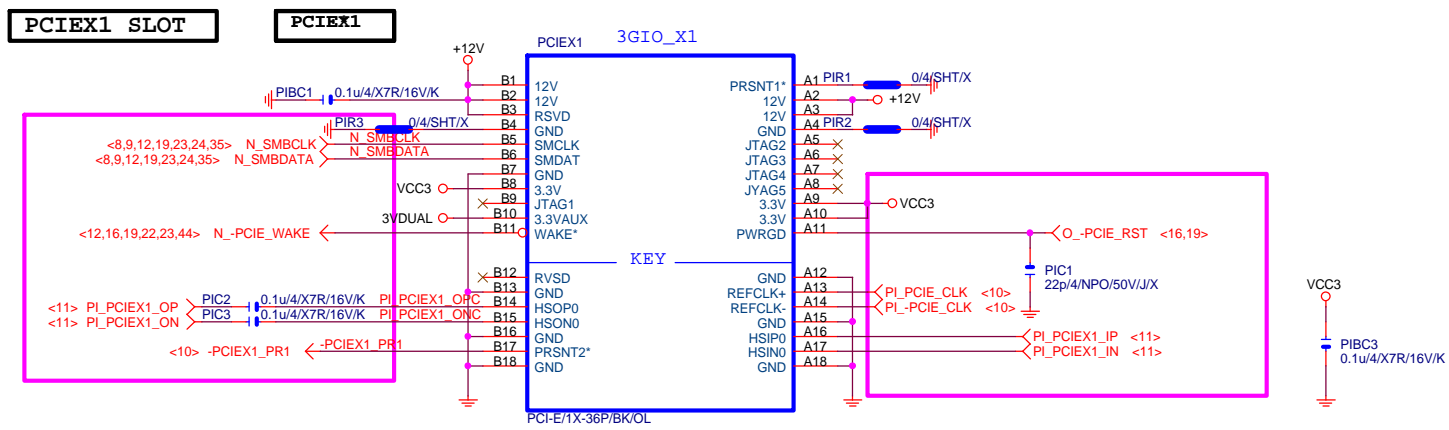 PCIEX1 SLOT
PCIEX1
PCIEX1
3GIO_X1
+12V
B1 12V
B2 12V
B3 RSVD
B4 GND
B5 SMCLK
B6 SMDAT
B7 GND
B8 3.3V
B9 JTAG1
B10 3.3VAUX
B11 WAKE*
KEY
B12 RVSD
B13 GND
B14 HSOP0
B15 HSON0
B16 GND
B17 PRSNT2*
B18 GND
PRSNT1* A1
12V A2
12V A3
GND A4
JTAG2 A5
JTAG3 A6
JTAG4 A7
JYAG5 A8
3.3V A9
3.3V A10
PWRGD A11
GND A12
REFCLK+ A13
REFCLK- A14
GND A15
HSIP0 A16
HSIN0 A17
GND A18
PIBC1 0.1u/4/X7R/16V/K
PIR3 0/4/SHT/X
<8,9,12,19,23,24,35> N_SMBCLK N_SMBCLK
<8,9,12,19,23,24,35> N_SMBDATA N_SMBDATA
VCC3
3VDUAL
<12,16,19,22,23,44> N_-PCIE_WAKE
<11> PI_PCIEX1_OP PIC2 0.1u/4/X7R/16V/K PI_PCIEX1_OPC
<11> PI_PCIEX1_ON PIC3 0.1u/4/X7R/16V/K PI_PCIEX1_ONC
<10> -PCIEX1_PR1 -PCIEX1_PR1
PIR1 0/4/SHT/X
+12V
PIR2 0/4/SHT/X
VCC3
O_-PCIE_RST <16,19>
PIC1
22p/4/NPO/50V/J/X
PI_PCIE_CLK <10>
PI_-PCIE_CLK <10>
PI_PCIEX1_IP <11>
PI_PCIEX1_IN <11>
VCC3
PIBC3
0.1u/4/X7R/16V/K
PCI-E/1X-36P/BK/OL